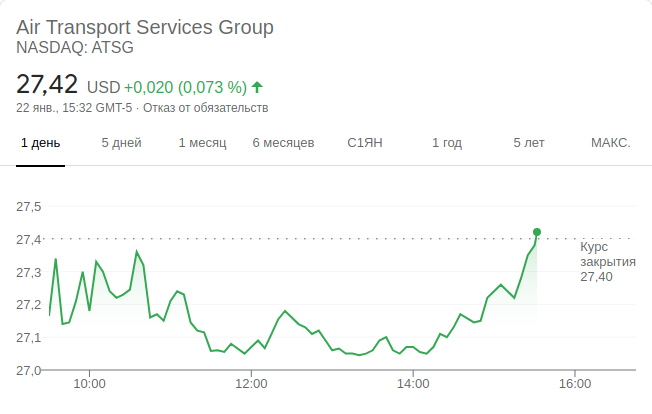 Air Transport Services Group
NASDAQ: ATSG
27,42 USD +0,020 (0,073 %)
22 янв., 15:32 GMT-5 · Отказ от обязательств
1 день 5 дней 1 месяц 6 месяцев С1ЯН 1 год 5 лет МАКС.
27,5
27,4
Курс
закрытия
27,40
27,3
27,2
27,1
27,0
10:00 12:00 14:00 16:00